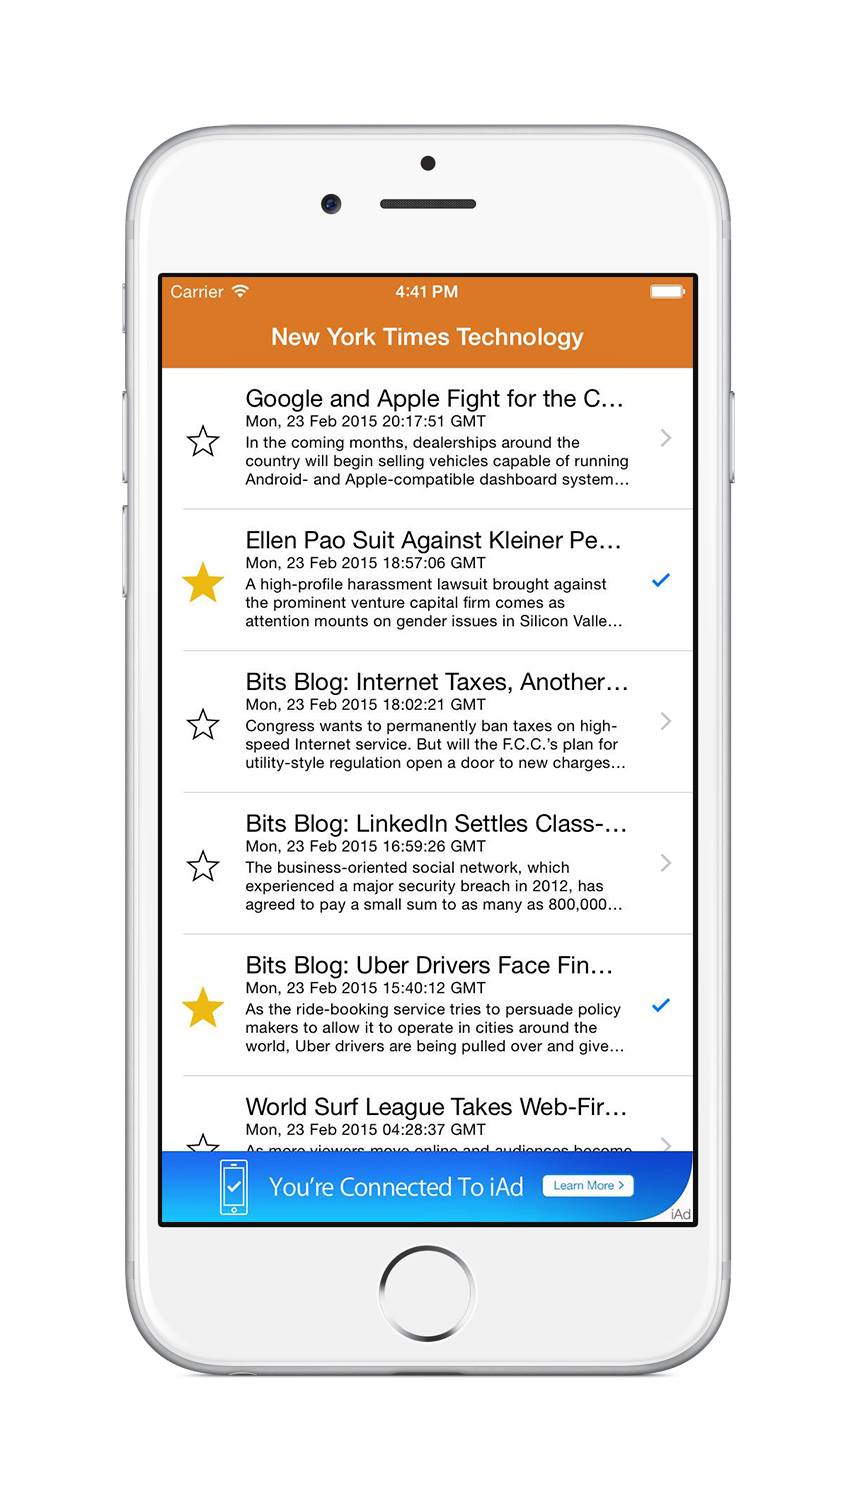 Carrier
4:41 PM
New York Times Technology
Google and Apple Fight for the C...
Mon, 23 Feb 2015 20:17:51 GMT
In the coming months, dealerships around the
country will begin selling vehicles capable of running
Android- and Apple-compatible dashboard system...
Ellen Pao Suit Against Kleiner Pe...
Mon, 23 Feb 2015 18:57:06 GMT
A high-profile harassment lawsuit brought against
the prominent venture capital firm comes as
attention mounts on gender issues in Silicon Valle...
Bits Blog: Internet Taxes, Another...
Mon, 23 Feb 2015 18:02:21 GMT
Congress wants to permanently ban taxes on high-
speed Internet service. But will the F.C.C.’s plan for
utility-style regulation open a door to new charges...
Bits Blog: LinkedIn Settles Class-...
Mon, 23 Feb 2015 16:59:26 GMT
The business-oriented social network, which
experienced a major security breach in 2012, has
agreed to pay a small sum to as many as 800,000...
Bits Blog: Uber Drivers Face Fin...
Mon, 23 Feb 2015 15:40:12 GMT
As the ride-booking service tries to persuade policy
makers to allow it to operate in cities around the
world, Uber drivers are being pulled over and give...
World Surf League Takes Web-Fir...
Mon, 23 Feb 2015 04:28:37 GMT
As more viewers move online and audiences become
You’re Connected To iAd
Learn More >
iAd